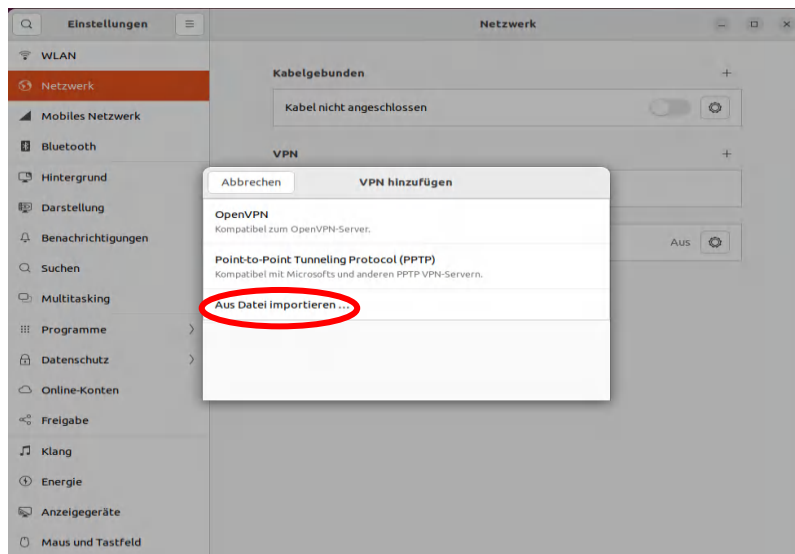 Einstellungen
Netzwerk
WLAN
Netzwerk
Mobiles Netzwerk
Bluetooth
Hintergrund
Darstellung
Benachrichtigungen
Suchen
Multitasking
Programme
Datenschutz
Online-Konten
Freigabe
Klang
Energie
Anzeigegeräte
Maus und Tastfeld
Kabelgebunden
Kabel nicht angeschlossen
VPN
Aus
Abbrechen
VPN hinzufügen
OpenVPN
Kompatibel zum OpenVPN-Server.
Point-to-Point Tunneling Protocol (PPTP)
Kompatibel mit Microsofts und anderen PPTP VPN-Servern.
Aus Datei importieren …